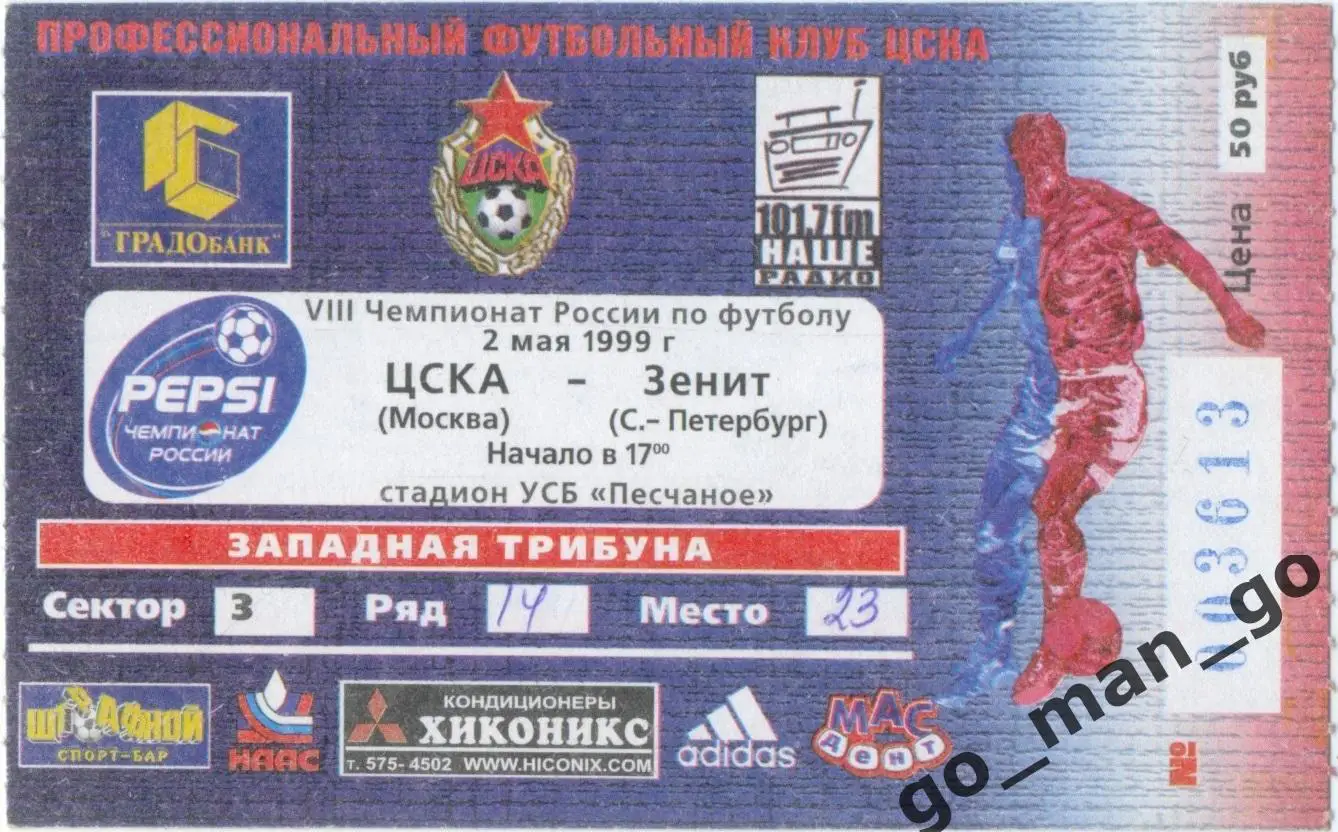 ПРОФЕССИОНАЛЬНЫЙ ФУТБОЛЬНЫЙ КЛУБ ЦСКА
"ГРАДОБАНК"
ЦСКА
101,7fm
НАШЕ
РАДИО
VIII Чемпионат России по футболу
2 мая 1999 г
ЦСКА – Зенит
(Москва) (С.– Петербург)
Начало в 17⁰⁰
стадион УСБ «Песчаное»
PEPSI
ЧЕМПИОНАТ
РОССИИ
ЗАПАДНАЯ ТРИБУНА
Сектор 3 Ряд 14 Место 23
ШТРАФНОЙ
СПОРТ-БАР
НААС
КОНДИЦИОНЕРЫ
ХИКОНИКС
т. 575-4502 WWW.HICONIX.COM
adidas
МАС
ДЕНТ
Цена 50 руб
№ 003613
go_man_go